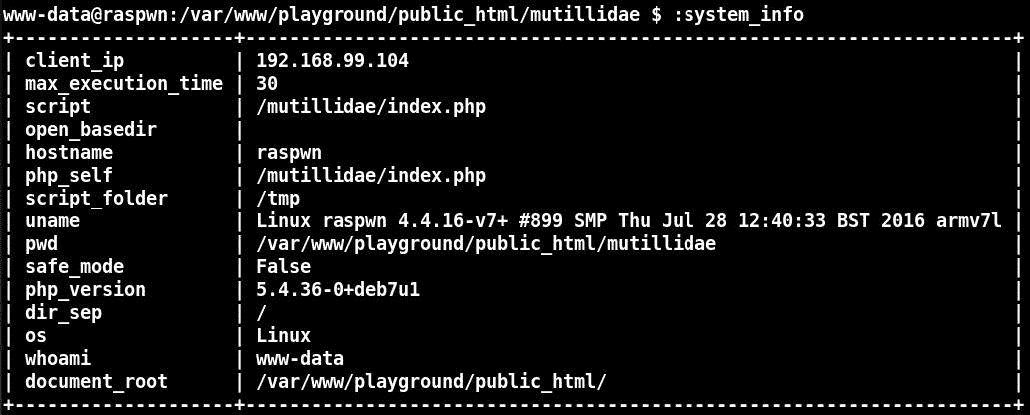 www-data@raspwn:/var/www/playground/public_html/mutillidae $ :system_info
+--------------------+----------------------------------------------------------------------+
| client_ip          | 192.168.99.104                                                       |
| max_execution_time | 30                                                                   |
| script             | /mutillidae/index.php                                                |
| open_basedir       |                                                                      |
| hostname           | raspwn                                                               |
| php_self           | /mutillidae/index.php                                                |
| script_folder      | /tmp                                                                 |
| uname              | Linux raspwn 4.4.16-v7+ #899 SMP Thu Jul 28 12:40:33 BST 2016 armv7l |
| pwd                | /var/www/playground/public_html/mutillidae                           |
| safe_mode          | False                                                                |
| php_version        | 5.4.36-0+deb7u1                                                      |
| dir_sep            | /                                                                    |
| os                 | Linux                                                                |
| whoami             | www-data                                                             |
| document_root      | /var/www/playground/public_html/                                     |
+--------------------+----------------------------------------------------------------------+